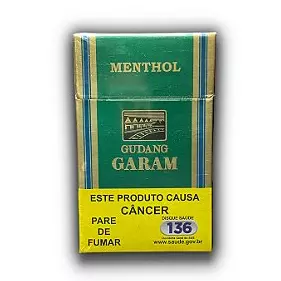 MENTHOL
GUDANG
GARAM
ESTE PRODUTO CAUSA
CÂNCER
PARE
DE
FUMAR
DISQUE SAÚDE
136
www.saude.gov.br